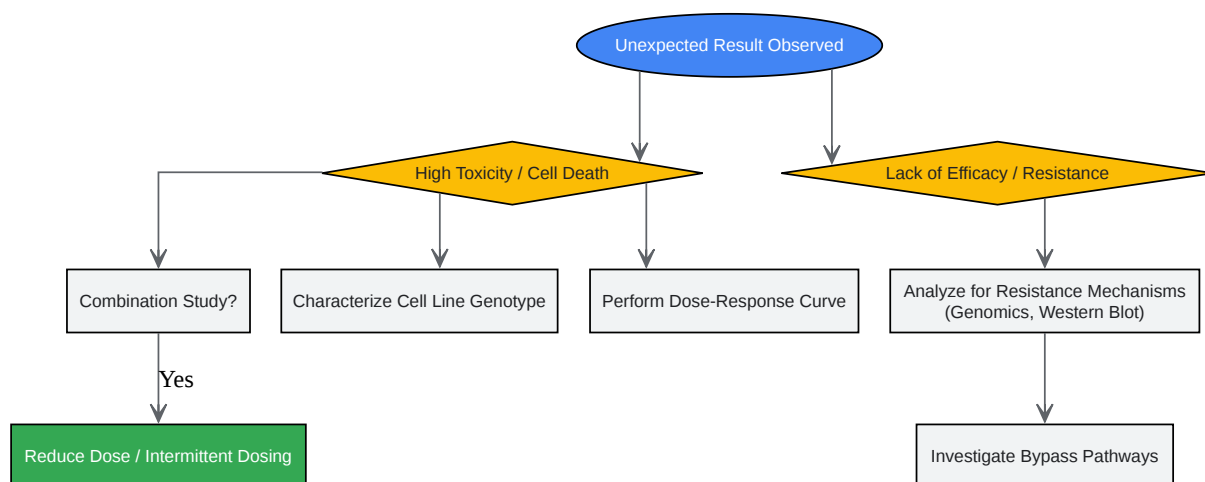 Unexpected Result Observed
High Toxicity / Cell Death
Lack of Efficacy / Resistance
Combination Study?
Characterize Cell Line Genotype
Perform Dose-Response Curve
Analyze for Resistance Mechanisms
(Genomics, Western Blot)
Yes
Reduce Dose / Intermittent Dosing
Investigate Bypass Pathways